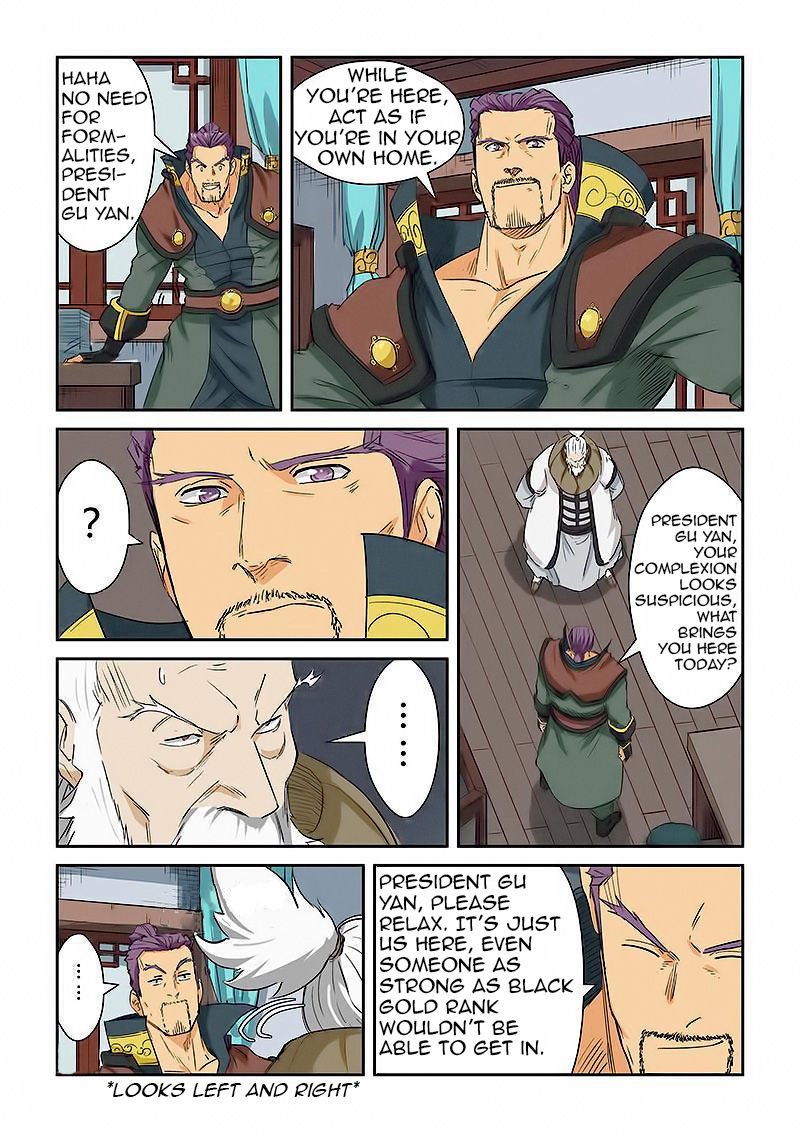 HAHA
NO NEED
FOR
FORM-
ALITIES,
PRESI-
DENT
GU YAN.
WHILE
YOU'RE HERE,
ACT AS IF
YOU'RE IN YOUR
OWN HOME.
?
PRESIDENT
GU YAN,
YOUR
COMPLEXION
LOOKS
SUSPICIOUS,
WHAT
BRINGS
YOU HERE
TODAY?
......
......
*LOOKS LEFT AND RIGHT*
PRESIDENT GU
YAN, PLEASE
RELAX. IT'S JUST
US HERE, EVEN
SOMEONE AS
STRONG AS BLACK
GOLD RANK
WOULDN'T BE
ABLE TO GET IN.